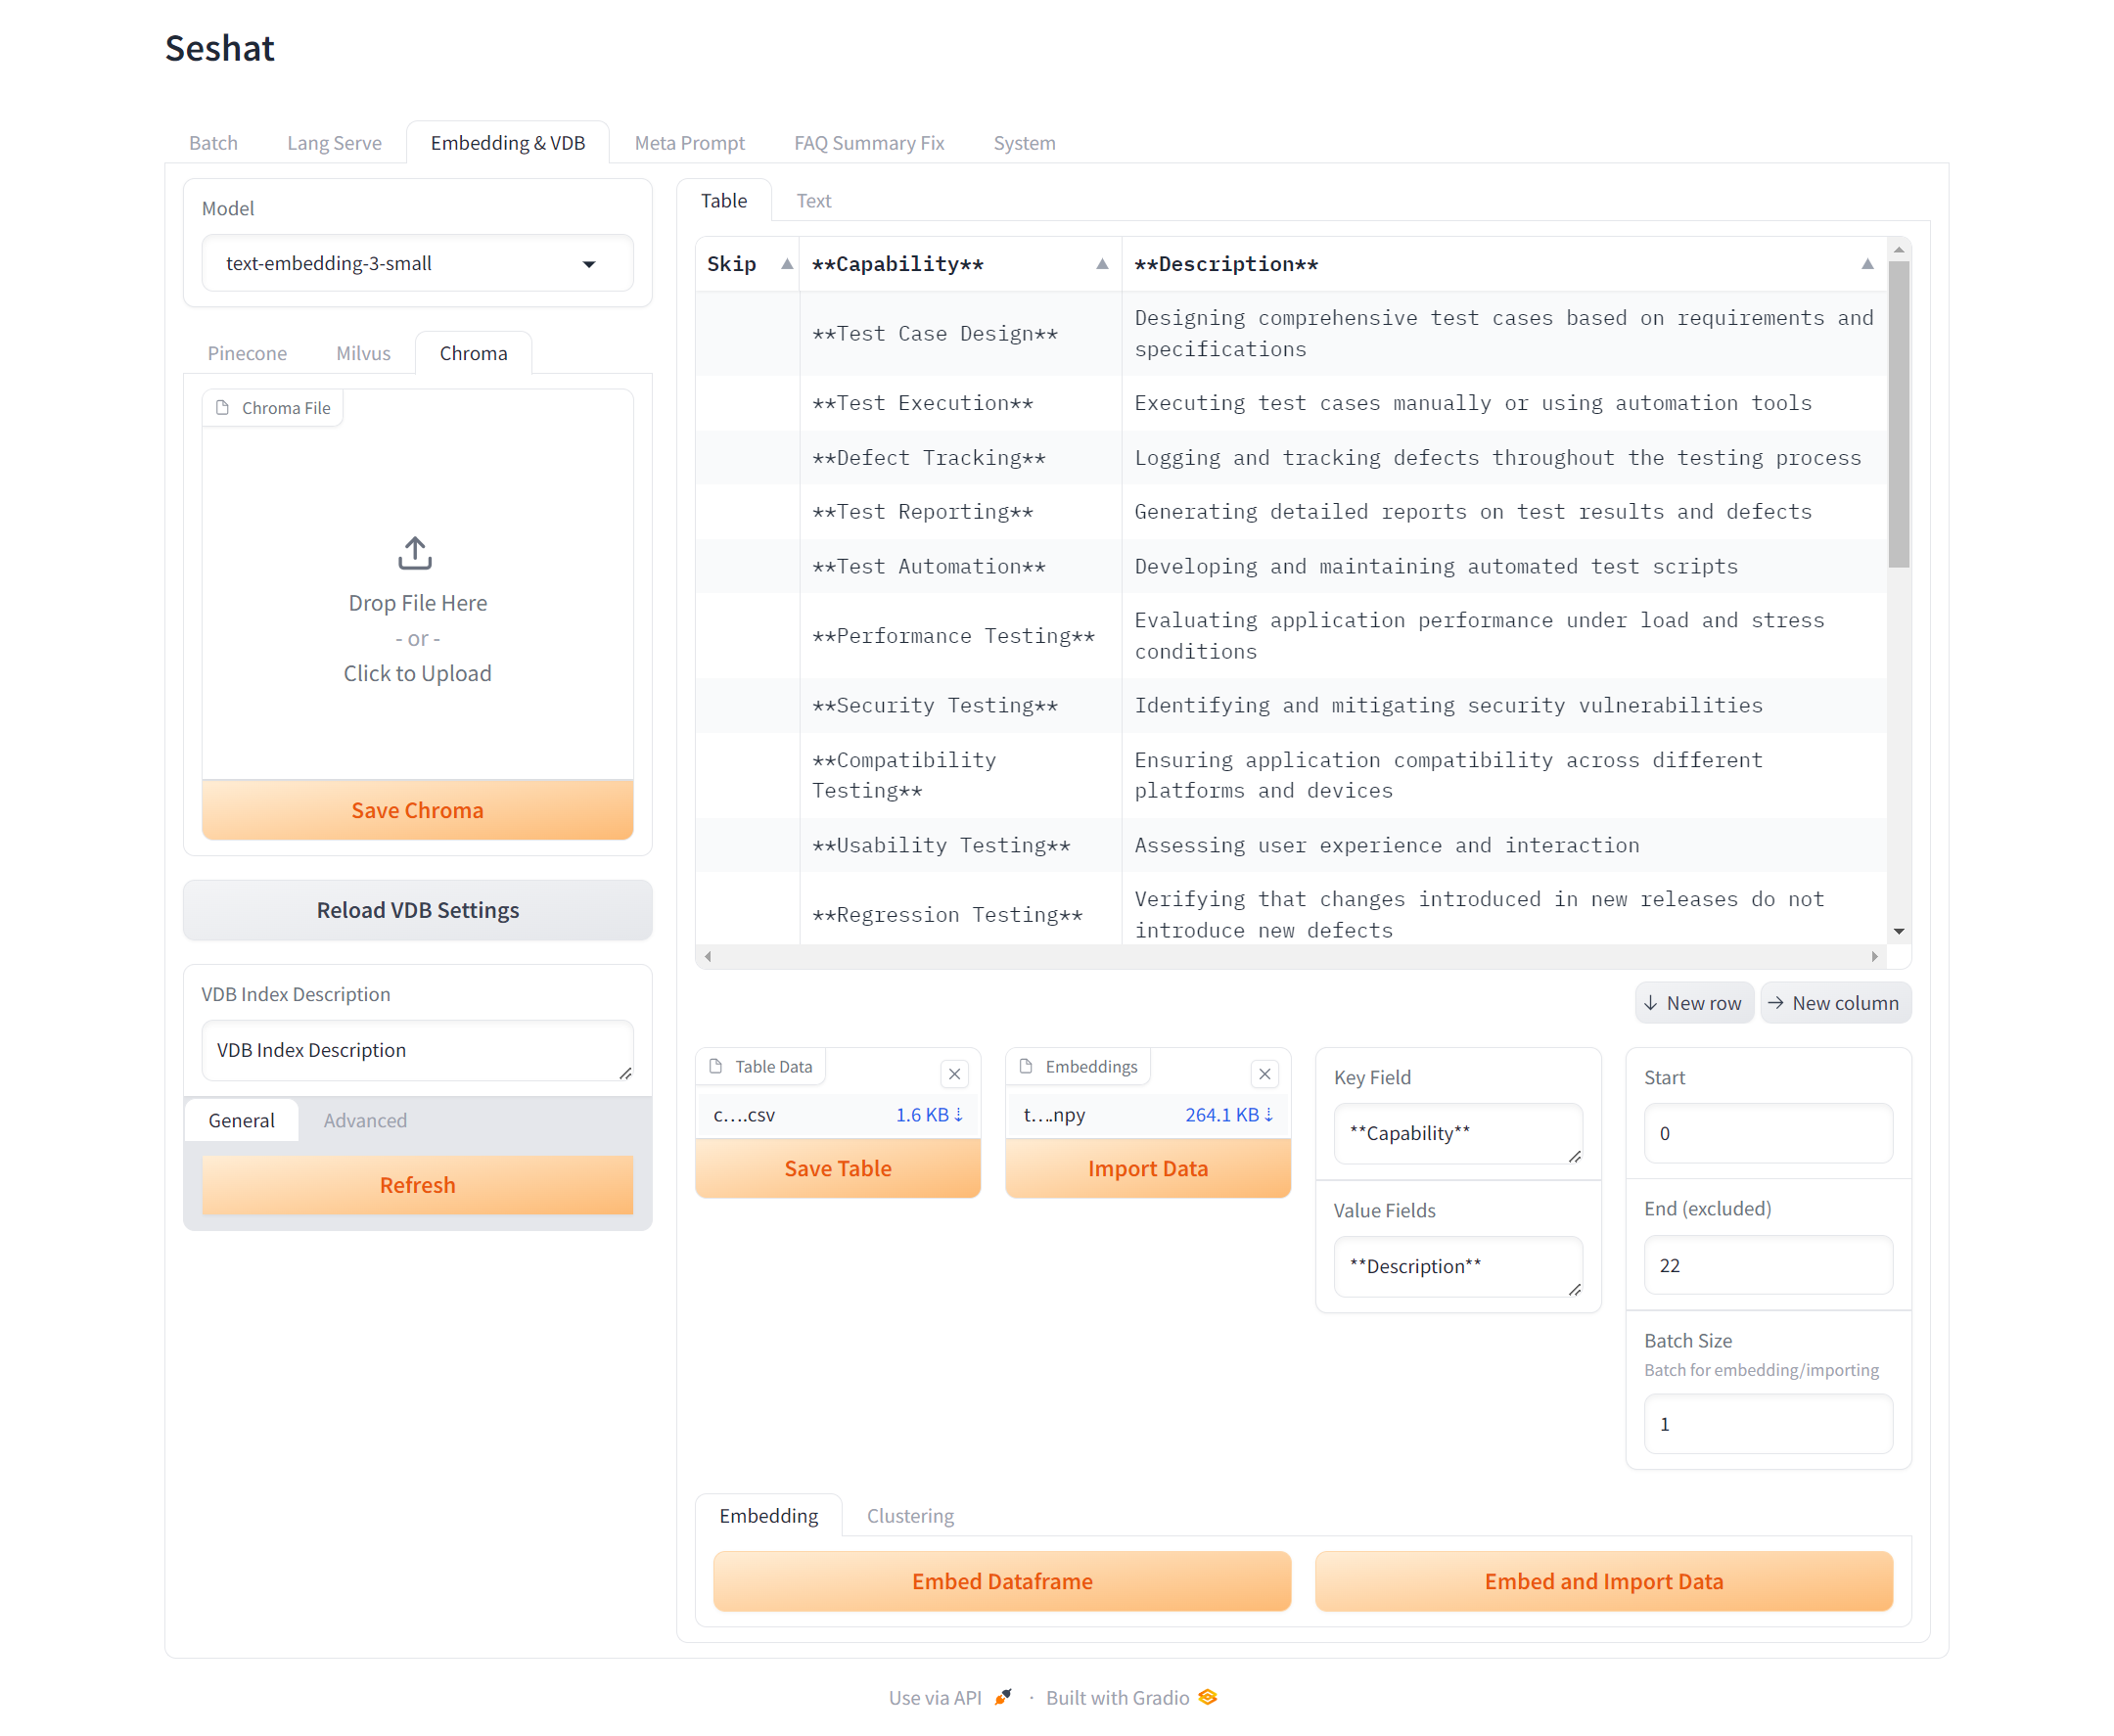 Seshat
Batch
Lang Serve
Embedding & VDB
Meta Prompt
FAQ Summary Fix
System
Model
text-embedding-3-small
Pinecone
Milvus
Chroma
Chroma File
Drop File Here
- or -
Click to Upload
Save Chroma
Reload VDB Settings
VDB Index Description
VDB Index Description
General
Advanced
Refresh
Table
Text
Skip
**Capability**
**Description**
**Test Case Design**
Designing comprehensive test cases based on requirements and
specifications
**Test Execution**
Executing test cases manually or using automation tools
**Defect Tracking**
Logging and tracking defects throughout the testing process
**Test Reporting**
Generating detailed reports on test results and defects
**Test Automation**
Developing and maintaining automated test scripts
**Performance Testing**
Evaluating application performance under load and stress
conditions
**Security Testing**
Identifying and mitigating security vulnerabilities
**Compatibility
Testing**
Ensuring application compatibility across different
platforms and devices
**Usability Testing**
Assessing user experience and interaction
**Regression Testing**
Verifying that changes introduced in new releases do not
introduce new defects
↓ New row
→ New column
Table Data
c....csv
1.6 KB ⇣
Save Table
Embeddings
t...npy
264.1 KB ⇣
Import Data
Key Field
**Capability**
Value Fields
**Description**
Start
0
End (excluded)
22
Batch Size
Batch for embedding/importing
1
Embedding
Clustering
Embed Dataframe
Embed and Import Data
Use via API
·
Built with Gradio